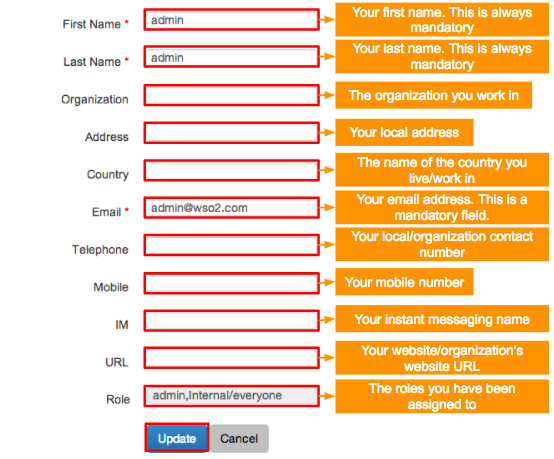 First Name * admin Your first name. This is always
mandatory
Last Name * admin Your last name. This is always
mandatory
Organization The organization you work in
Address Your local address
Country The name of the country you
live/work in
Email * admin@wso2.com Your email address. This is a
mandatory field.
Telephone Your local/organization contact
number
Mobile Your mobile number
IM Your instant messaging name
URL Your website/organization's
website URL
Role admin,Internal/everyone The roles you have been
assigned to
Update Cancel